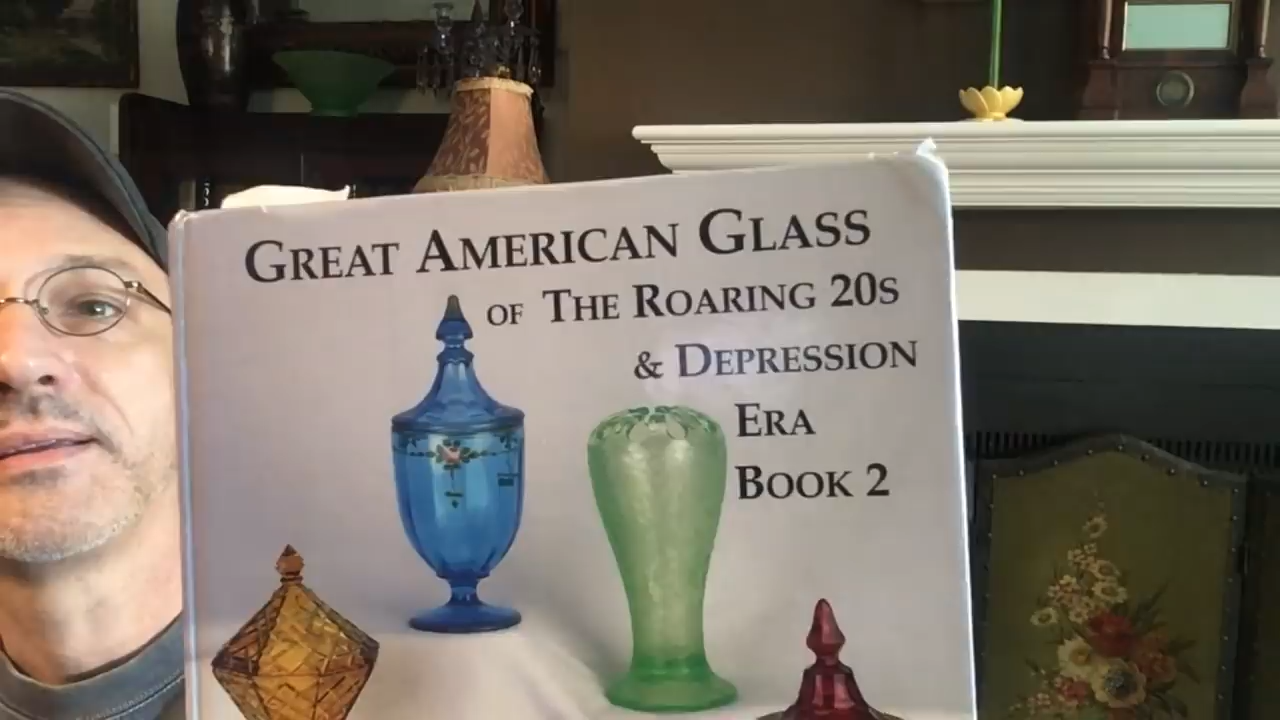 GREAT AMERICAN GLASS
OF THE ROARING 20S
& DEPRESSION
ERA
BOOK 2